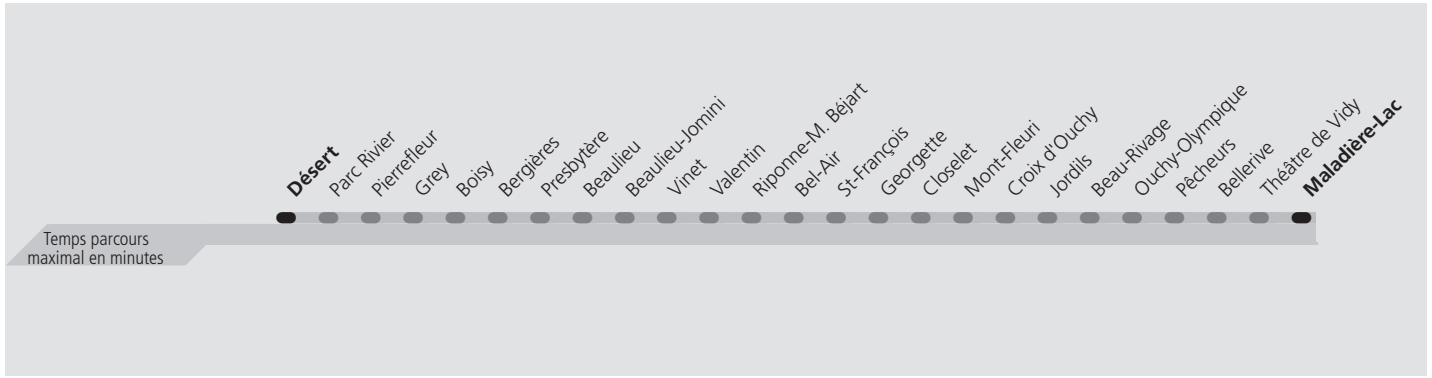 Désert
Parc Rivier
Pierrefleur
Grey
Boisy
Bergières
Presbytère
Beaulieu
Beaulieu-Jomini
Vinet
Valentin
Riponne-M. Béjart
Bel-Air
St-François
Georgette
Closelet
Mont-Fleuri
Croix d'Ouchy
Jordils
Beau-Rivage
Ouchy-Olympique
Pêcheurs
Bellerive
Théâtre de Vidy
Maladière-Lac
Temps parcours
maximal en minutes